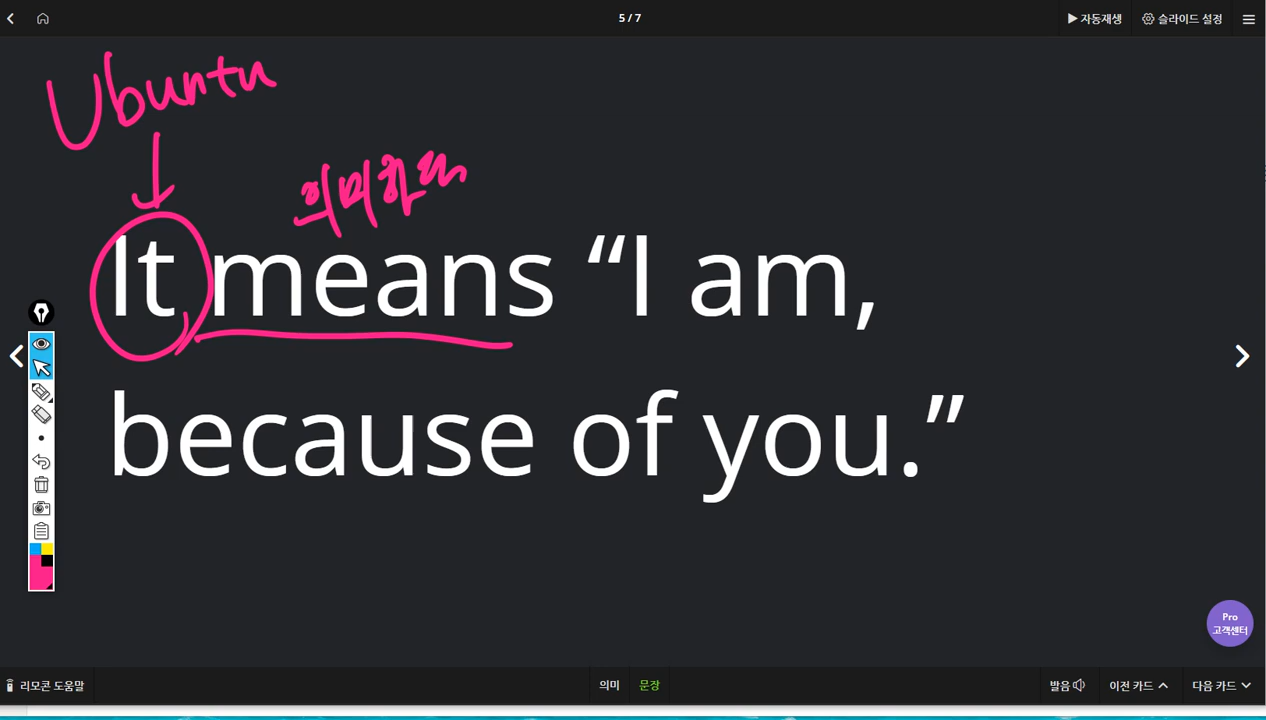 5 / 7
자동재생
슬라이드 설정
Ubuntu
의미한다
It means “I am,
because of you.”
Pro
고객센터
리모콘 도움말
의미
문장
발음
이전 카드
다음 카드